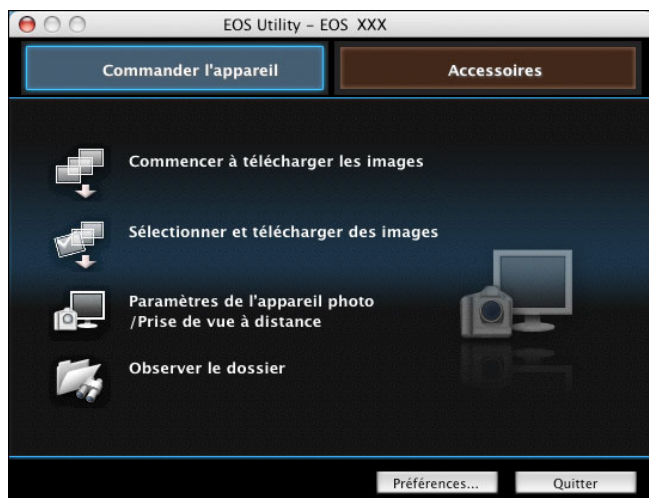 EOS Utility – EOS XXX
Commander l'appareil
Accessoires
Commencer à télécharger les images
Sélectionner et télécharger des images
Paramètres de l'appareil photo
/Prise de vue à distance
Observer le dossier
Préférences...
Quitter